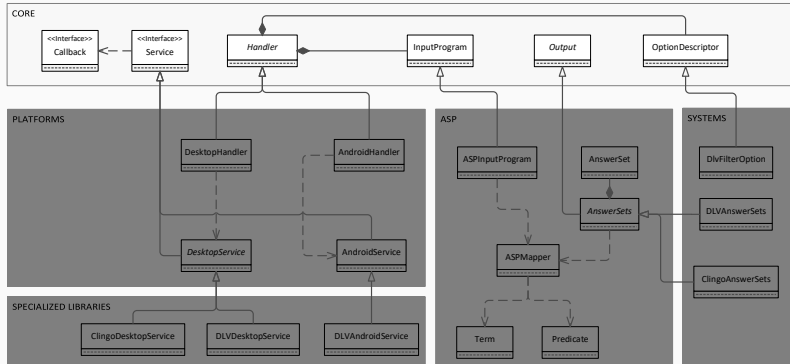 CORE
<<Interface>>
Callback
<<Interface>>
Service
Handler
InputProgram
Output
OptionDescriptor
PLATFORMS
DesktopHandler
AndroidHandler
DesktopService
AndroidService
ASP
ASPInputProgram
AnswerSet
AnswerSets
ASPMapper
Term
Predicate
SYSTEMS
DlvFilterOption
DLVAnswerSets
ClingoAnswerSets
SPECIALIZED LIBRARIES
ClingoDesktopService
DLVDesktopService
DLVAndroidService